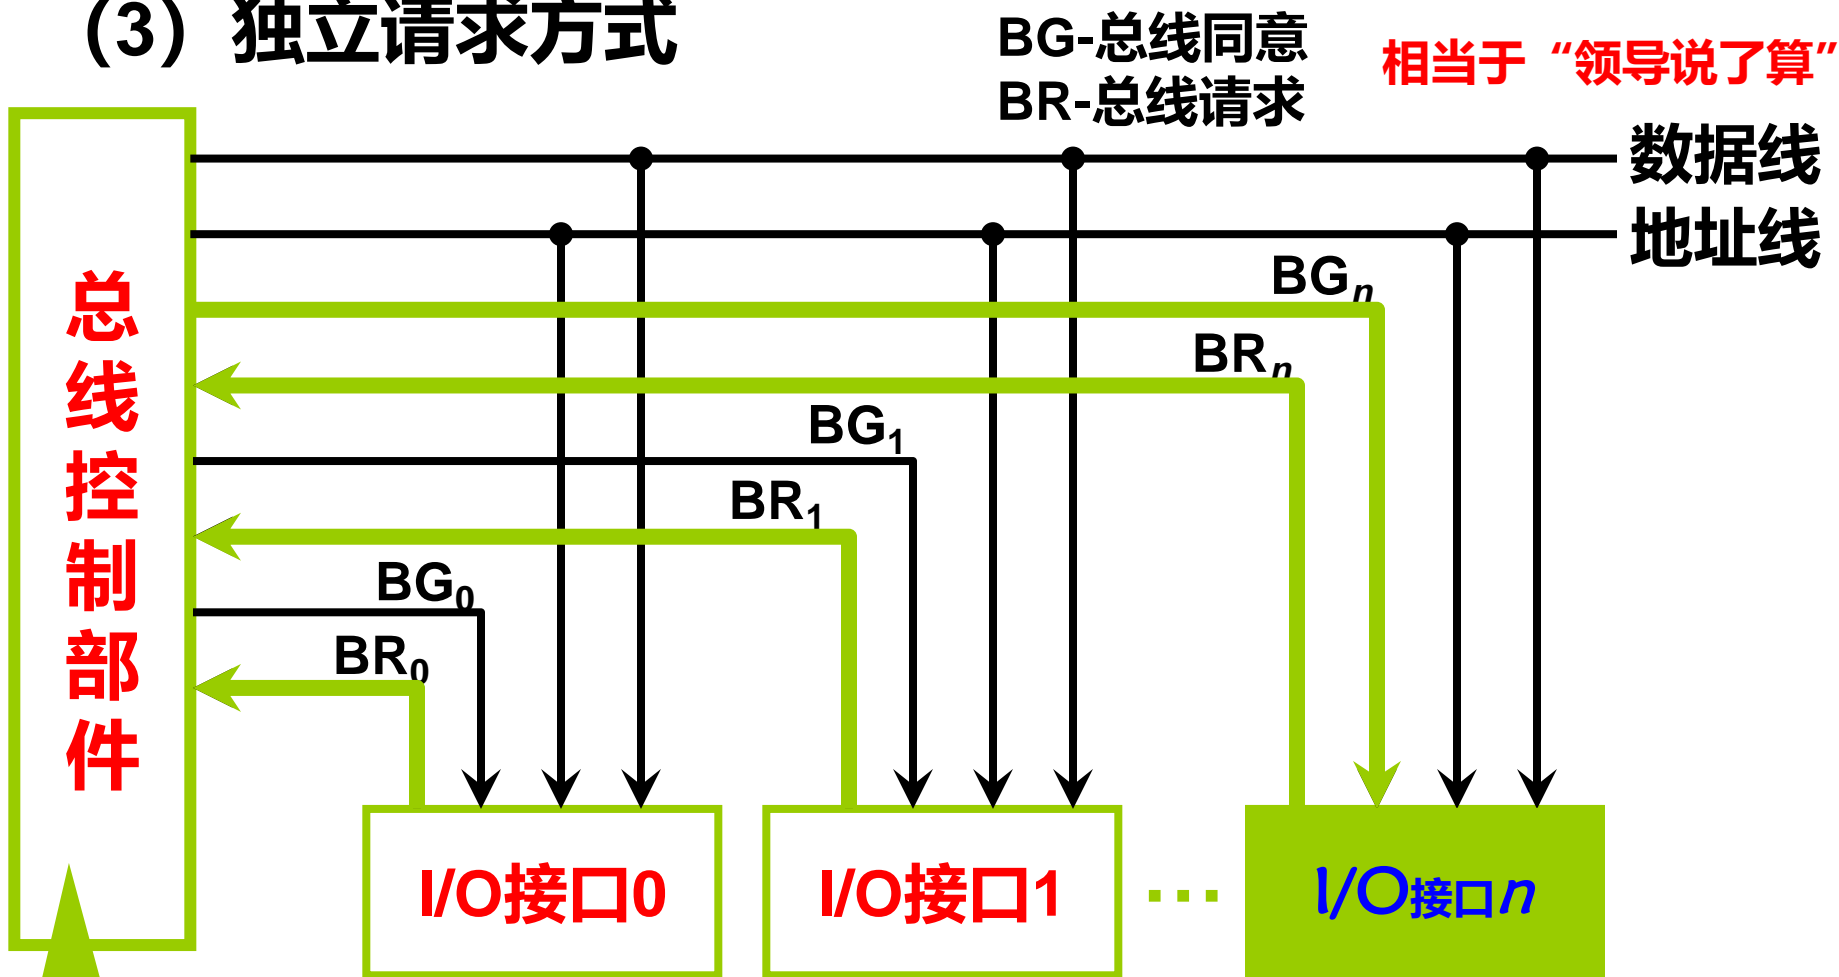 （3）独立请求方式
BG-总线同意
BR-总线请求
相当于“领导说了算”
数据线
地址线
BGn
BRn
BG1
BR1
BG0
BR0
总线控制部件
I/O接口0
I/O接口1
…
I/O接口n